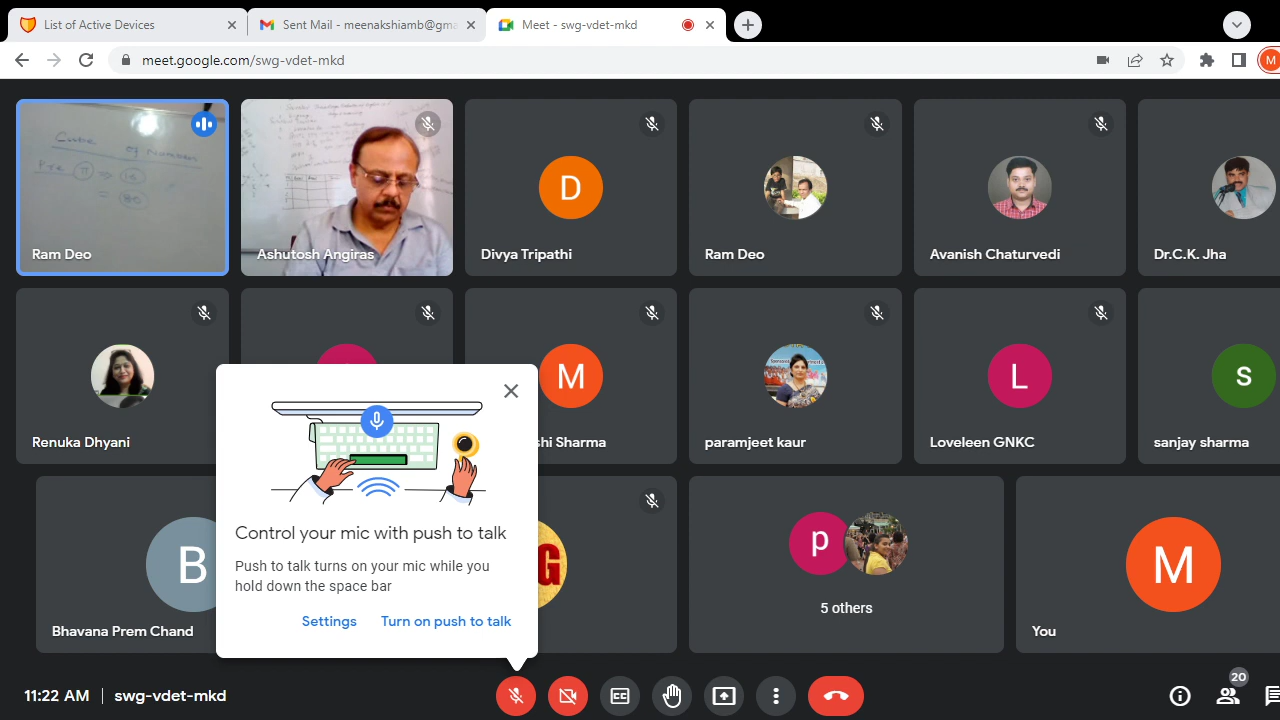 List of Active Devices
Sent Mail - meenakshiamb@gma
Meet - swg-vdet-mkd
meet.google.com/swg-vdet-mkd
M
of Numbers
Ram Deo
Ashutosh Angiras
D
Divya Tripathi
Ram Deo
Avanish Chaturvedi
Dr.C.K. Jha
Renuka Dhyani
M
shi Sharma
paramjeet kaur
L
Loveleen GNKC
s
sanjay sharma
Control your mic with push to talk
Push to talk turns on your mic while you
hold down the space bar
Settings
Turn on push to talk
B
Bhavana Prem Chand
G
p
5 others
M
You
11:22 AM
swg-vdet-mkd
CC
20